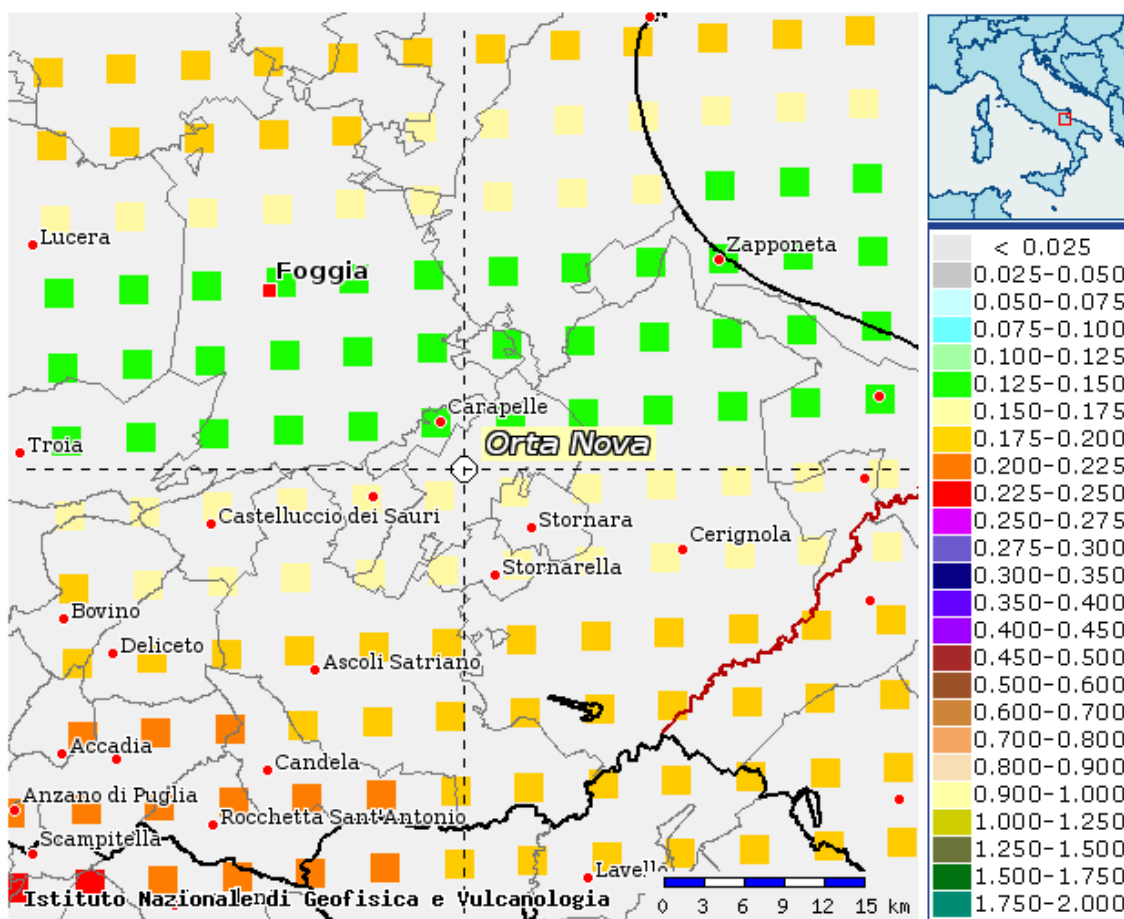 Lucera
Foggia
Zapponeta
Carapelle
Troia
Orta Nova
Castelluccio dei Sauri
Stornara
Cerignola
Stornarella
Bovino
Deliceto
Ascoli Satriano
Accadia
Candela
Anzano di Puglia
Rocchetta Sant'Antonio
Scampitella
Lavello
Istituto Nazionale di Geofisica e Vulcanologia
0 3 6 9 12 15 km
< 0.025
0.025-0.050
0.050-0.075
0.075-0.100
0.100-0.125
0.125-0.150
0.150-0.175
0.175-0.200
0.200-0.225
0.225-0.250
0.250-0.275
0.275-0.300
0.300-0.350
0.350-0.400
0.400-0.450
0.450-0.500
0.500-0.600
0.600-0.700
0.700-0.800
0.800-0.900
0.900-1.000
1.000-1.250
1.250-1.500
1.500-1.750
1.750-2.000